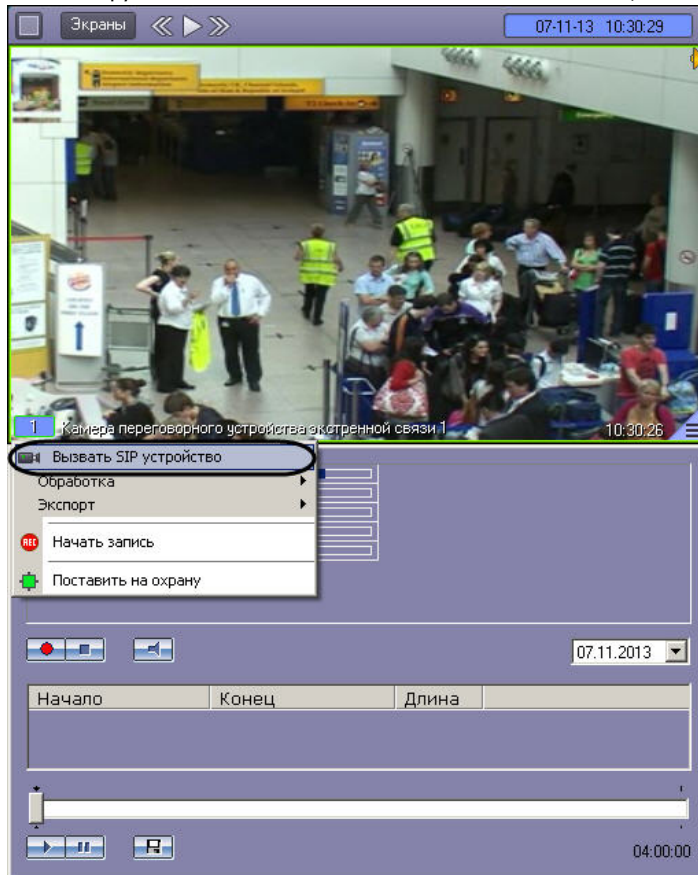 Экраны
07-11-13 10:30:29
1 Камера переговорного устройства экстренной связи 1 10:30:26
Вызвать SIP устройство
Обработка
Экспорт
REC Начать запись
Поставить на охрану
07.11.2013
Начало Конец Длина
04:00:00